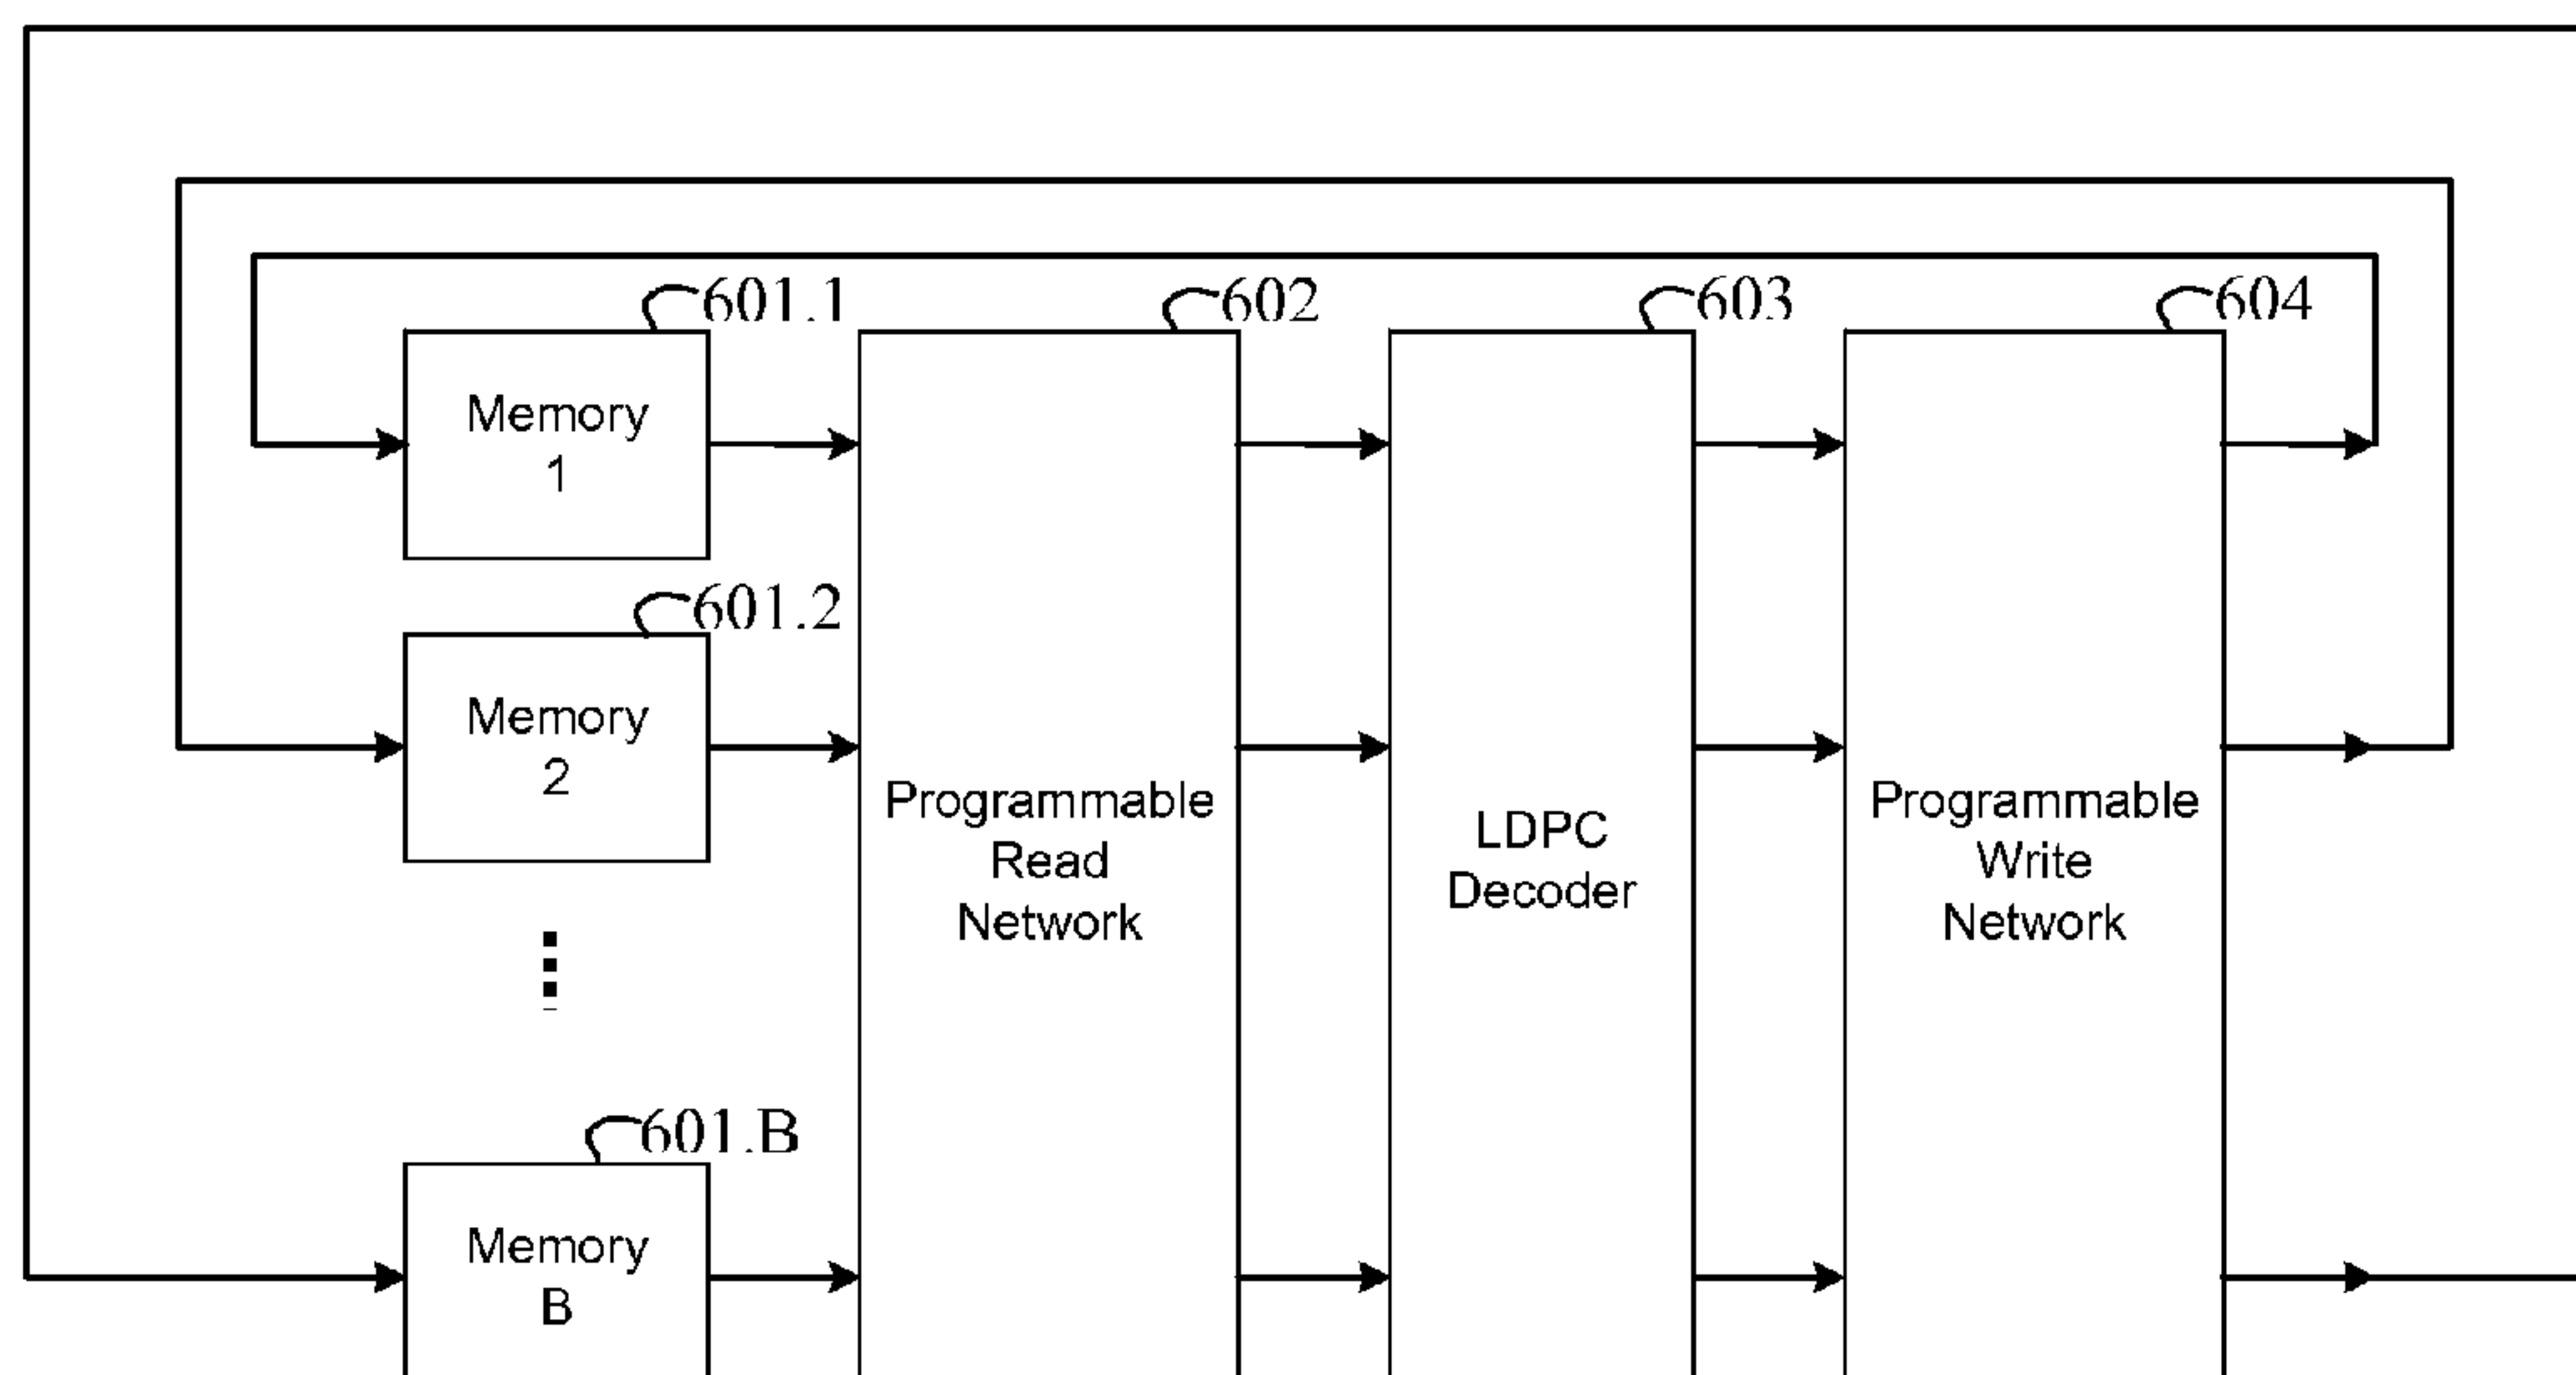 601.1
602
603
604
Memory
1
601.2
Memory
2
Programmable
Read
Network
LDPC
Decoder
Programmable
Write
Network
601.B
Memory
B